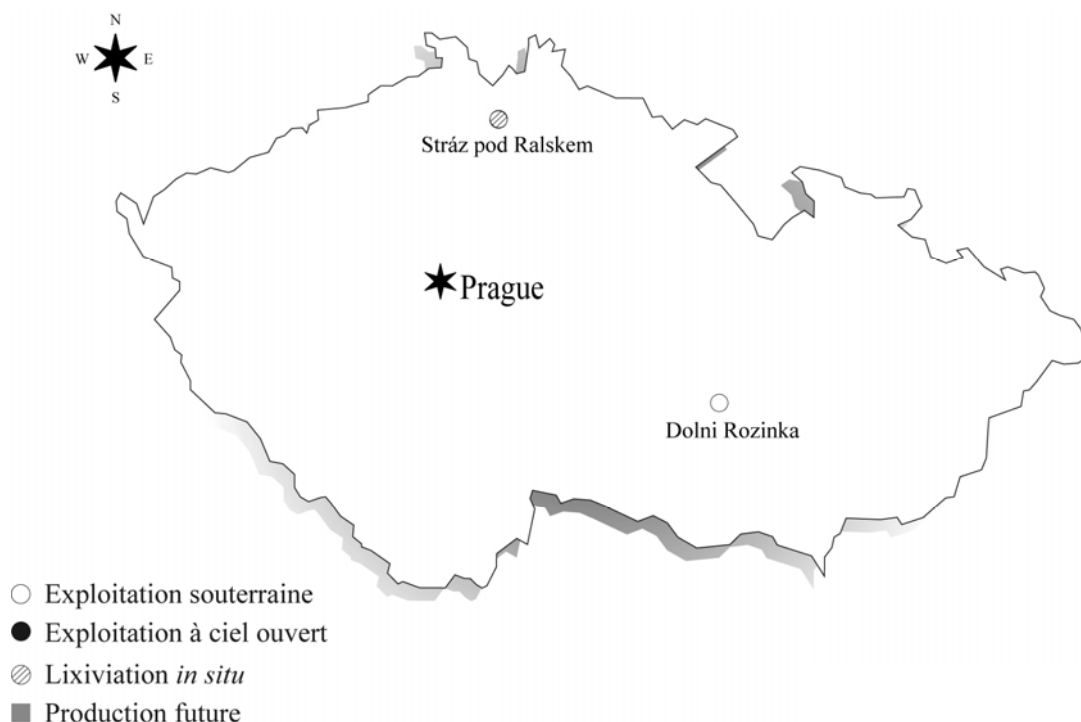 N
W E
S
Stráz pod Ralskem
Prague
Dolni Rozinka
Exploitation souterraine
Exploitation à ciel ouvert
Lixiviation in situ
Production future